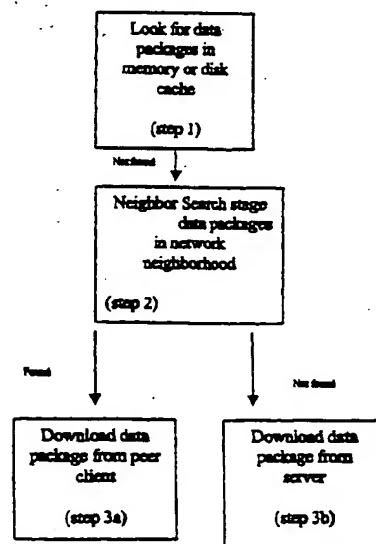 Look for data
packages in
memory or disk
cache
(step 1)
Not found
Neighbor Search stage
data packages
in network
neighborhood
(step 2)
Found
Not found
Download data
package from peer
client
(step 3a)
Download data
package from
server
(step 3b)